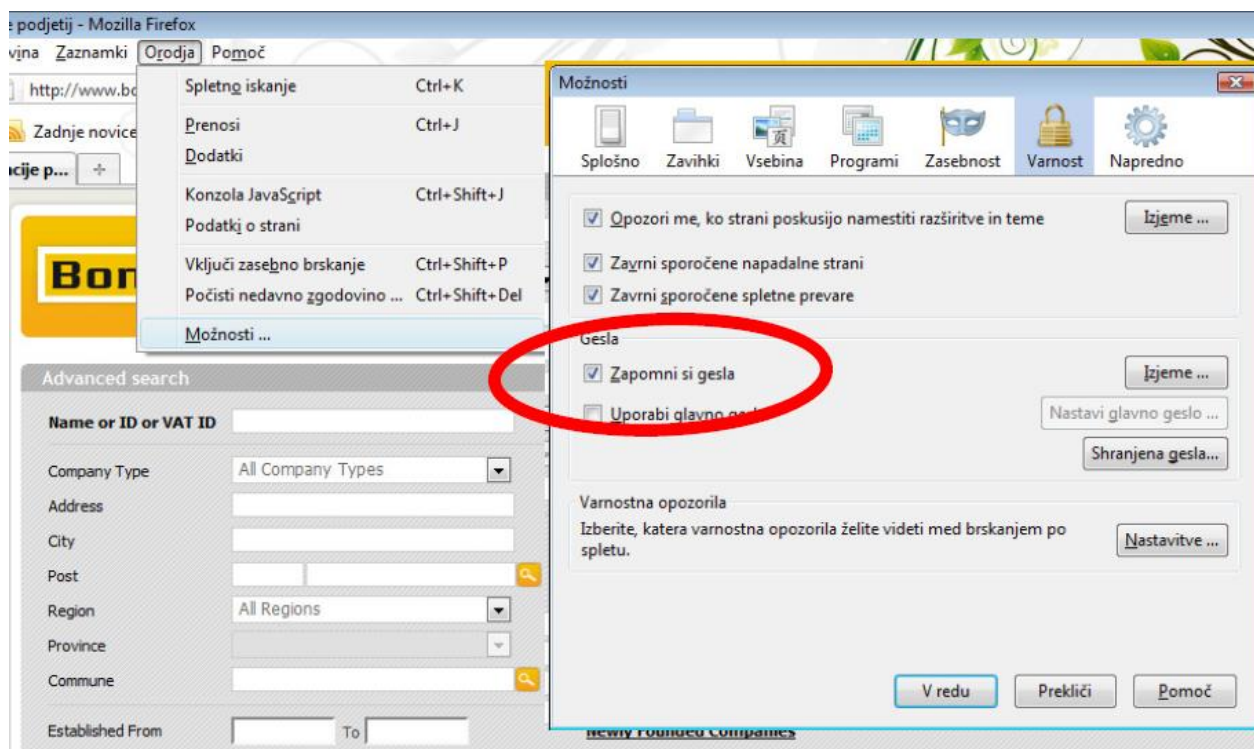 e podjetij - Mozilla Firefox
vina Zaznamki Orodja Pomoč
http://www.bo
Zadnje novice
cije p...
Spletno iskanje Ctrl+K
Prenosi Ctrl+J
Dodatki
Konzola JavaScript Ctrl+Shift+J
Podatki o strani
Vključi zasebno brskanje Ctrl+Shift+P
Počisti nedavno zgodovino ... Ctrl+Shift+Del
Možnosti ...
Bon
Advanced search
Name or ID or VAT ID
Company Type All Company Types
Address
City
Post
Region All Regions
Province
Commune
Established From To
Newly Founded Companies
Možnosti
Splošno Zavihki Vsebina Programi Zasebnost Varnost Napredno
Opozori me, ko strani poskusijo namestiti razširitve in teme Izjeme ...
Zavrni sporočene napadalne strani
Zavrni sporočene spletne prevare
Gesla
Zapomni si gesla Izjeme ...
Uporabi glavno geslo Nastavi glavno geslo ...
Shranjena gesla...
Varnostna opozorila
Izberite, katera varnostna opozorila želite videti med brskanjem po
spletu. Nastavitve ...
V redu Prekliči Pomoč